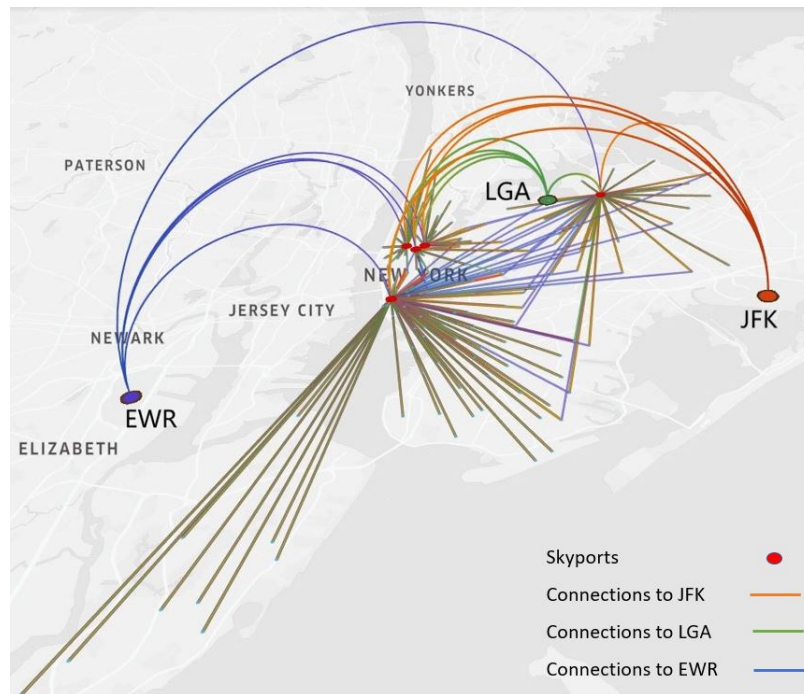 YONKERS
PATERSON
LGA
NEW YORK
JERSEY CITY
JFK
NEWARK
EWR
ELIZABETH
Skyports
Connections to JFK
Connections to LGA
Connections to EWR